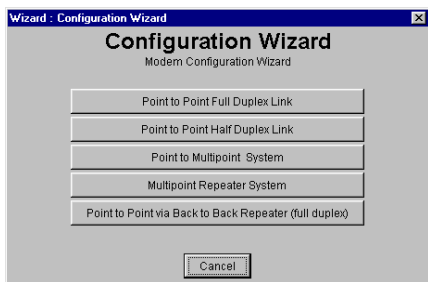 Wizard : Configuration Wizard
Configuration Wizard
Modem Configuration Wizard
Point to Point Full Duplex Link
Point to Point Half Duplex Link
Point to Multipoint System
Multipoint Repeater System
Point to Point via Back to Back Repeater (full duplex)
Cancel